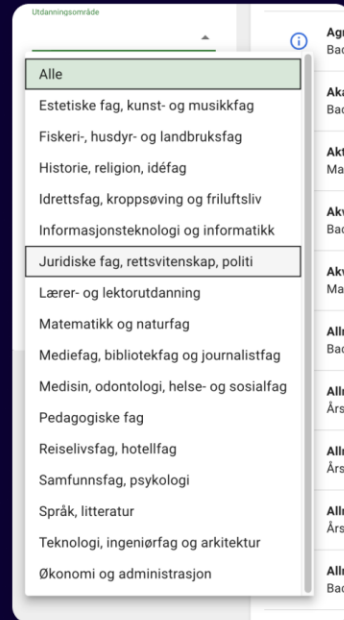 Utdanningsområde
Alle
Estetiske fag, kunst- og musikkfag
Fiskeri-, husdyr- og landbruksfag
Historie, religion, idéfag
Idrettsfag, kroppsøving og friluftsliv
Informasjonsteknologi og informatikk
Juridiske fag, rettsvitenskap, politi
Lærer- og lektorutdanning
Matematikk og naturfag
Mediefag, bibliotekfag og journalistfag
Medisin, odontologi, helse- og sosialfag
Pedagogiske fag
Reiselivsfag, hotellfag
Samfunnsfag, psykologi
Språk, litteratur
Teknologi, ingeniørfag og arkitektur
Økonomi og administrasjon